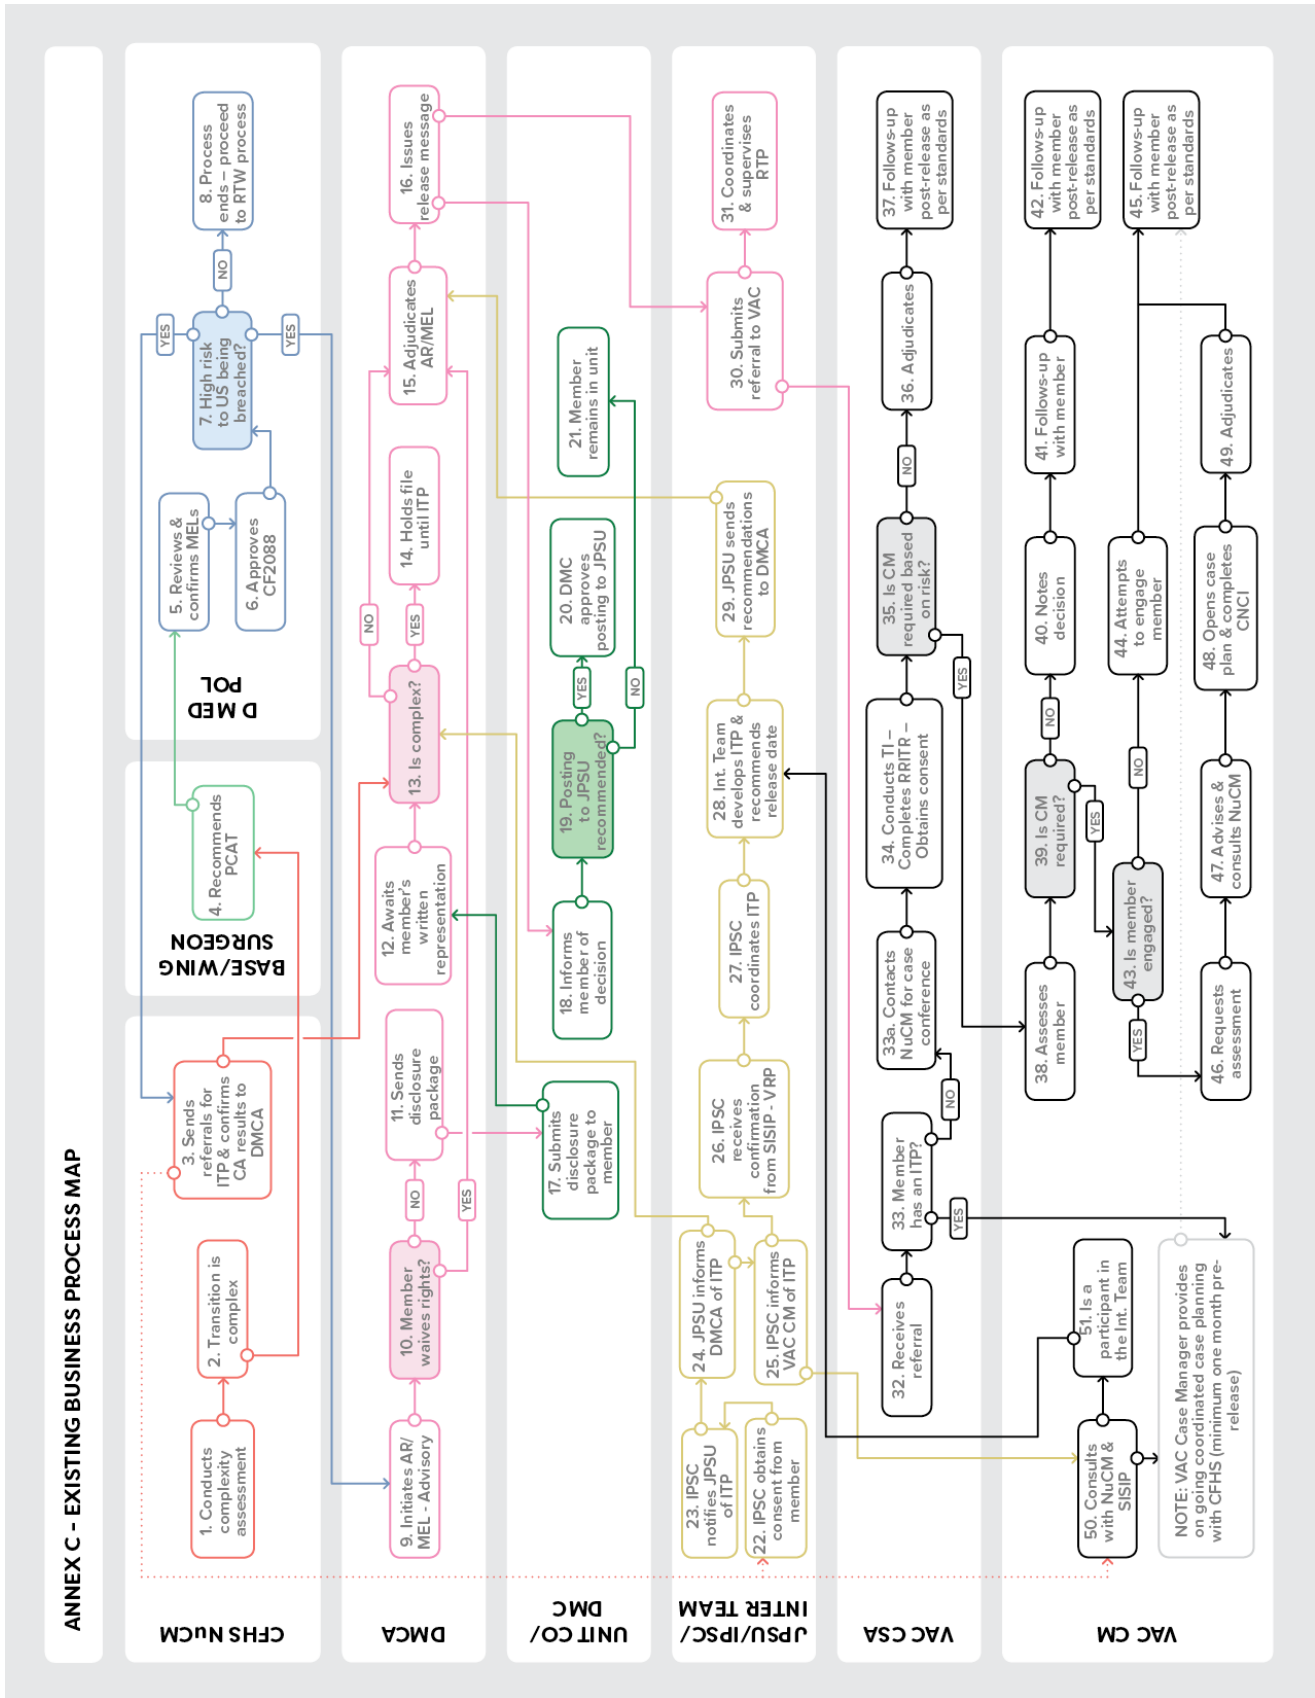 ANNEX C - EXISTING BUSINESS PROCESS MAP
CFHS NuCM
1. Conducts
complexity
assessment
2. Transition is
complex
3. Sends
referrals for
ITP & confirms
CA results to
DMCA
BASE/WING
SURGEON
4. Recommends
PCAT
D MED
POL
5. Reviews &
confirms MELs
6. Approves
CF2088
7. High risk
to US being
breached?
YES
YES
NO
8. Process
ends – proceed
to RTW process
DMCA
9. Initiates AR/
MEL - Advisory
10. Member
waives rights?
NO
YES
11. Sends
disclosure
package
12. Awaits
member's
written
representation
13. Is complex?
NO
YES
14. Holds file
until ITP
15. Adjudicates
AR/MEL
16. Issues
release message
UNIT CO/
DMC
17. Submits
disclosure
package to
member
18. Informs
member of
decision
19. Posting
to JPSU
recommended?
YES
NO
20. DMC
approves
posting to JPSU
21. Member
remains in unit
JPSU/IPSC/
INTER TEAM
22. IPSC obtains
consent from
member
23. IPSC
notifies JPSU
of ITP
24. JPSU informs
DMCA of ITP
25. IPSC informs
VAC CM of ITP
26. IPSC
receives
confirmation
from SISIP - VRP
27. IPSC
coordinates ITP
28. Int. Team
develops ITP &
recommends
release date
29. JPSU sends
recommendations
to DMCA
30. Submits
referral to VAC
31. Coordinates
& supervises
RTP
VAC CSA
32. Receives
referral
33. Member
has an ITP?
YES
NO
33a. Contacts
NuCM for case
conference
34. Conducts TI –
Completes RRITR –
Obtains consent
35. Is CM
required based
on risk?
YES
NO
36. Adjudicates
37. Follows-up
with member
post-release as
per standards
VAC CM
38. Assesses
member
39. Is CM
required?
NO
YES
40. Notes
decision
41. Follows-up
with member
42. Follows-up
with member
post-release as
per standards
43. Is member
engaged?
NO
YES
44. Attempts
to engage
member
45. Follows-up
with member
post-release as
per standards
46. Requests
assessment
47. Advises &
consults NuCM
48. Opens case
plan & completes
CNCI
49. Adjudicates
50. Consults
with NuCM &
SISIP
51. Is a
participant in
the Int. Team
NOTE: VAC Case Manager provides
on going coordinated case planning
with CFHS (minimum one month pre-
release)